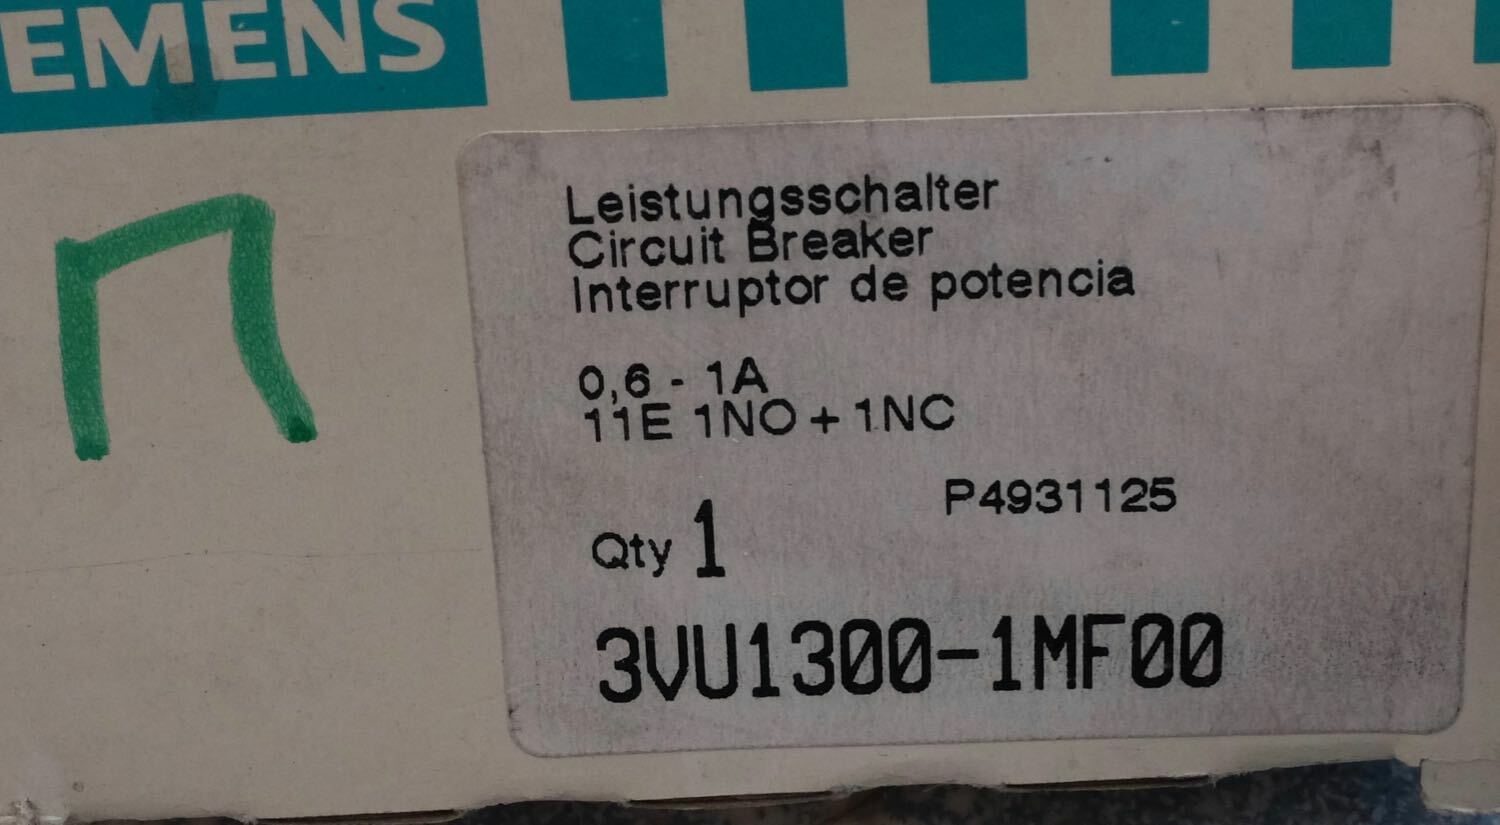 EMENS
Leistungsschalter
Circuit Breaker
Interruptor de potencia
0,6 - 1A
11E 1NO + 1NC
P4931125
Qty 1
3VU1300-1MF00